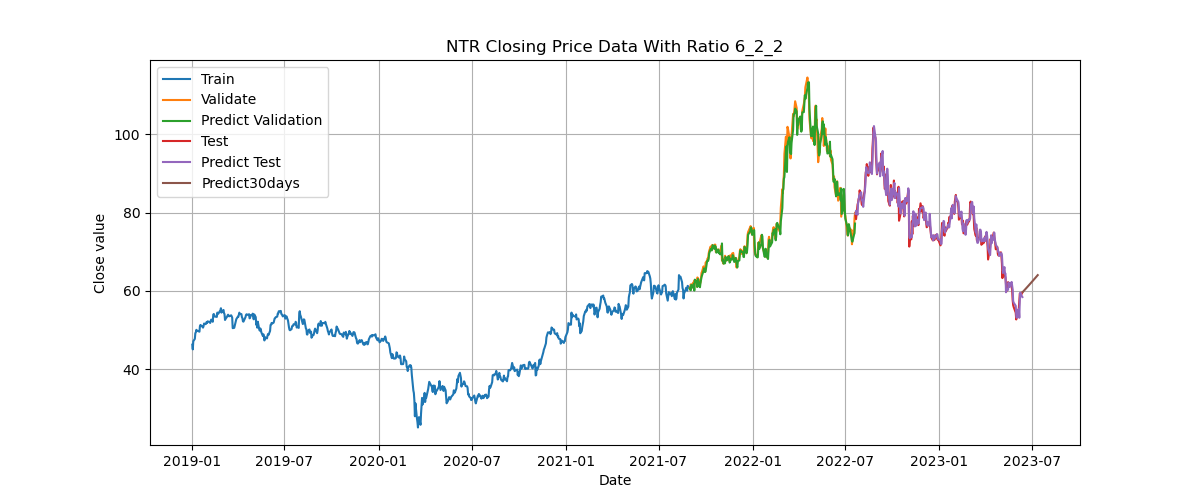 NTR Closing Price Data With Ratio 6_2_2
Train
Validate
Predict Validation
Test
Predict Test
Predict30days
Close value
100
80
60
40
2019-01 2019-07 2020-01 2020-07 2021-01 2021-07 2022-01 2022-07 2023-01 2023-07
Date